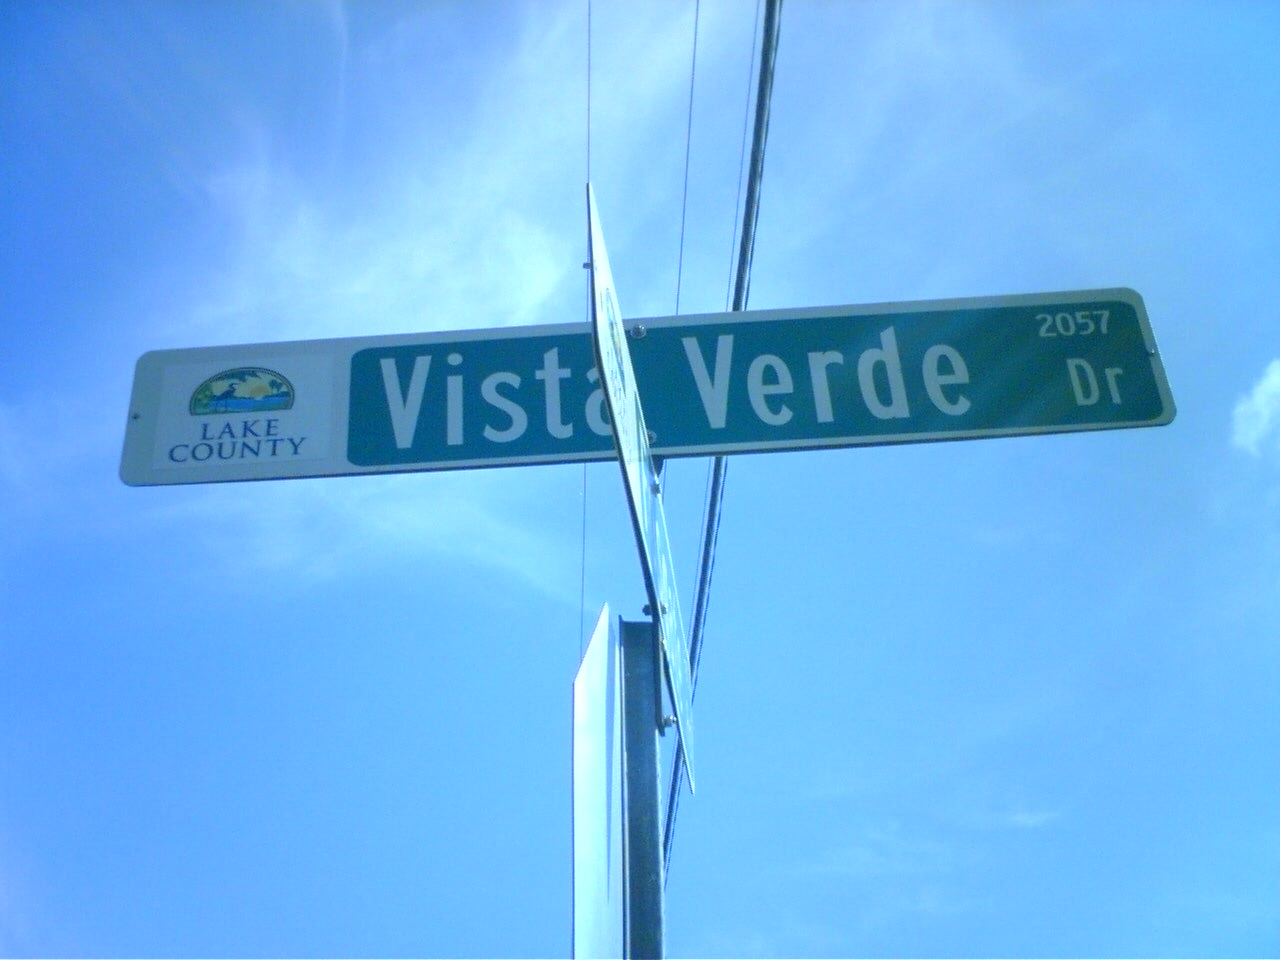 LAKE
COUNTY
Vista Verde
2057
Dr